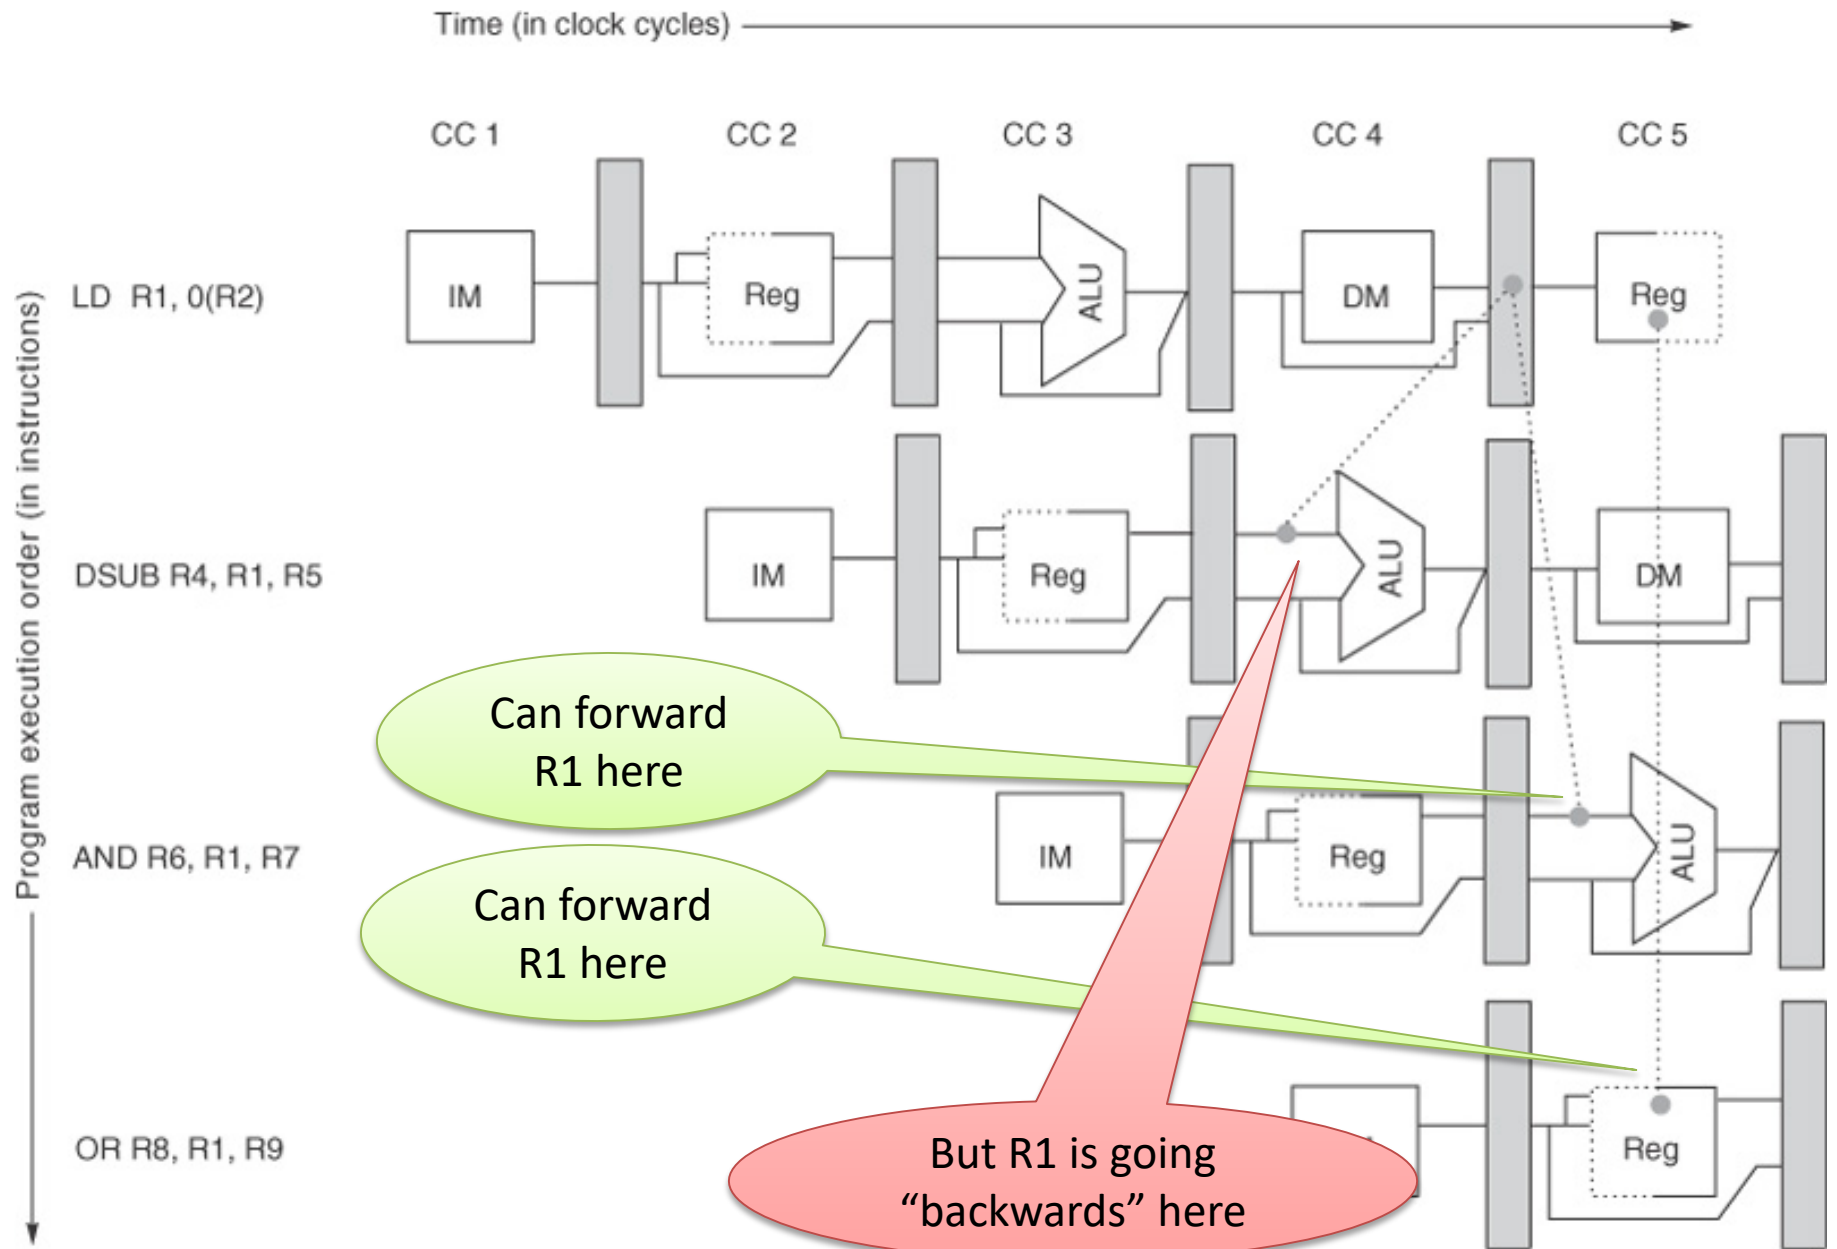 Time (in clock cycles)
CC 1 CC 2 CC 3 CC 4 CC 5
Program execution order (in instructions)
LD R1, 0(R2)
IM Reg ALU DM Reg
DSUB R4, R1, R5
IM Reg ALU DM
Can forward
R1 here
AND R6, R1, R7
IM Reg ALU
Can forward
R1 here
OR R8, R1, R9
Reg
But R1 is going
“backwards” here